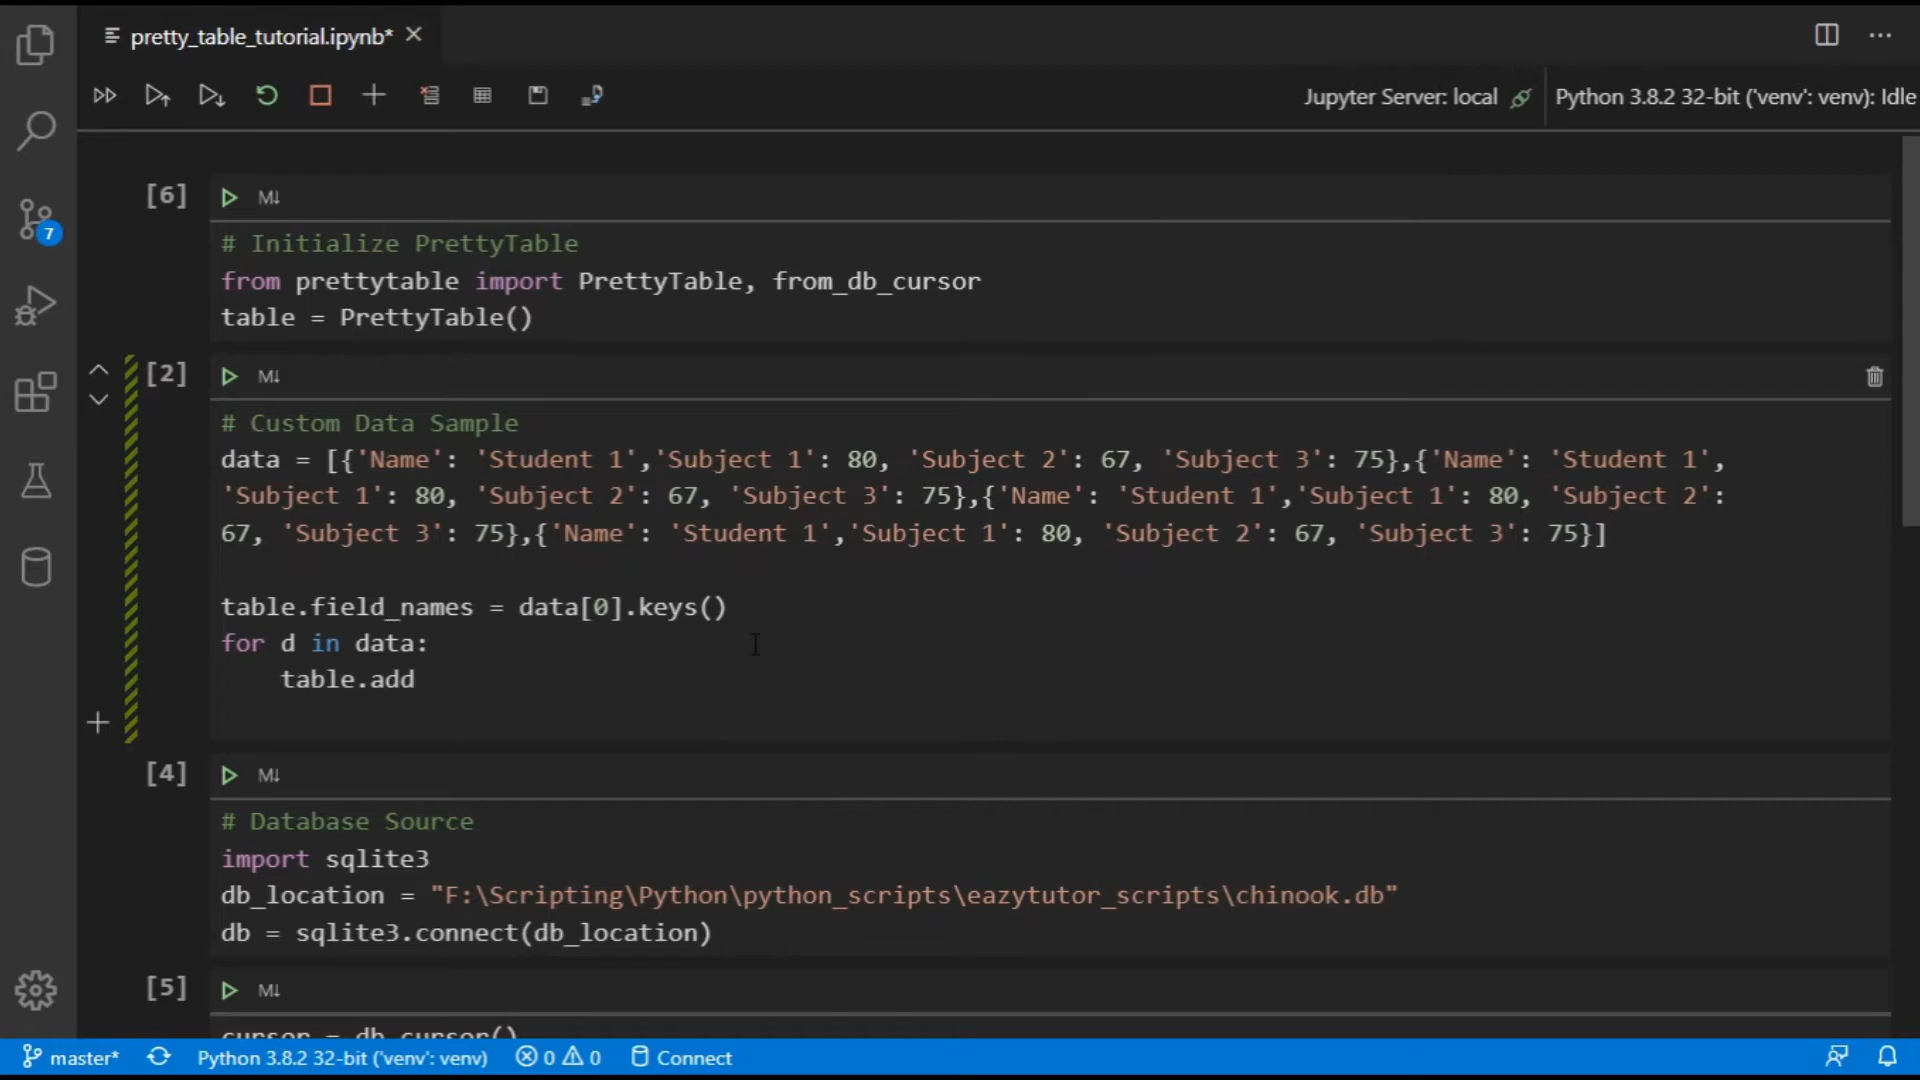 pretty_table_tutorial.ipynb*
Jupyter Server: local
Python 3.8.2 32-bit ('venv': venv): Idle
[6]
M↓
# Initialize PrettyTable
from prettytable import PrettyTable, from_db_cursor
table = PrettyTable()
7
[2]
M↓
# Custom Data Sample
data = [{'Name': 'Student 1','Subject 1': 80, 'Subject 2': 67, 'Subject 3': 75},{'Name': 'Student 1',
'Subject 1': 80, 'Subject 2': 67, 'Subject 3': 75},{'Name': 'Student 1','Subject 1': 80, 'Subject 2':
67, 'Subject 3': 75},{'Name': 'Student 1','Subject 1': 80, 'Subject 2': 67, 'Subject 3': 75}]
table.field_names = data[0].keys()
for d in data:
table.add
[4]
M↓
# Database Source
import sqlite3
db_location = "F:\Scripting\Python\python_scripts\eazytutor_scripts\chinook.db"
db = sqlite3.connect(db_location)
[5]
M↓
cursor = db.cursor()
master*
Python 3.8.2 32-bit ('venv': venv)
0
0
Connect